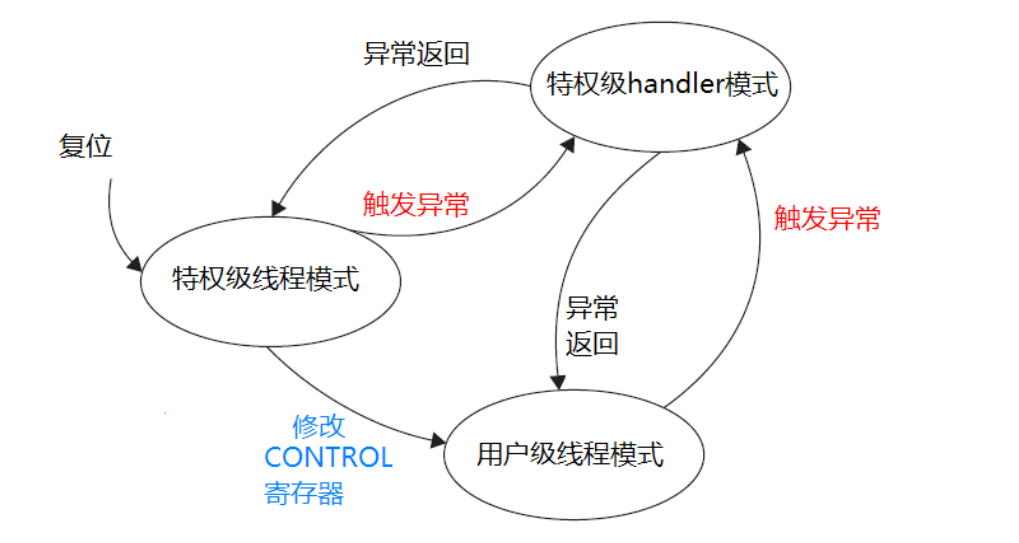 异常返回
特权级handler模式
复位
触发异常
触发异常
特权级线程模式
异常
返回
修改
CONTROL
寄存器
用户级线程模式